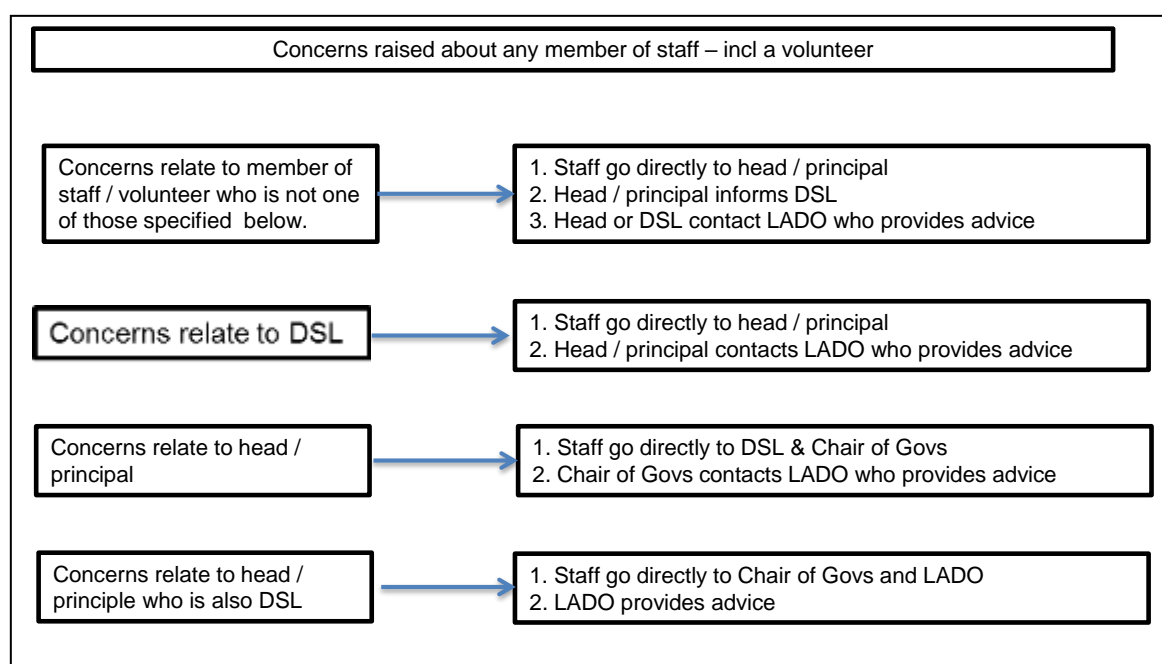 Concerns raised about any member of staff – incl a volunteer
Concerns relate to member of
staff / volunteer who is not one
of those specified  below.
1. Staff go directly to head / principal
2. Head / principal informs DSL
3. Head or DSL contact LADO who provides advice
Concerns relate to DSL
1. Staff go directly to head / principal
2. Head / principal contacts LADO who provides advice
Concerns relate to head /
principal
1. Staff go directly to DSL & Chair of Govs
2. Chair of Govs contacts LADO who provides advice
Concerns relate to head /
principle who is also DSL
1. Staff go directly to Chair of Govs and LADO
2. LADO provides advice